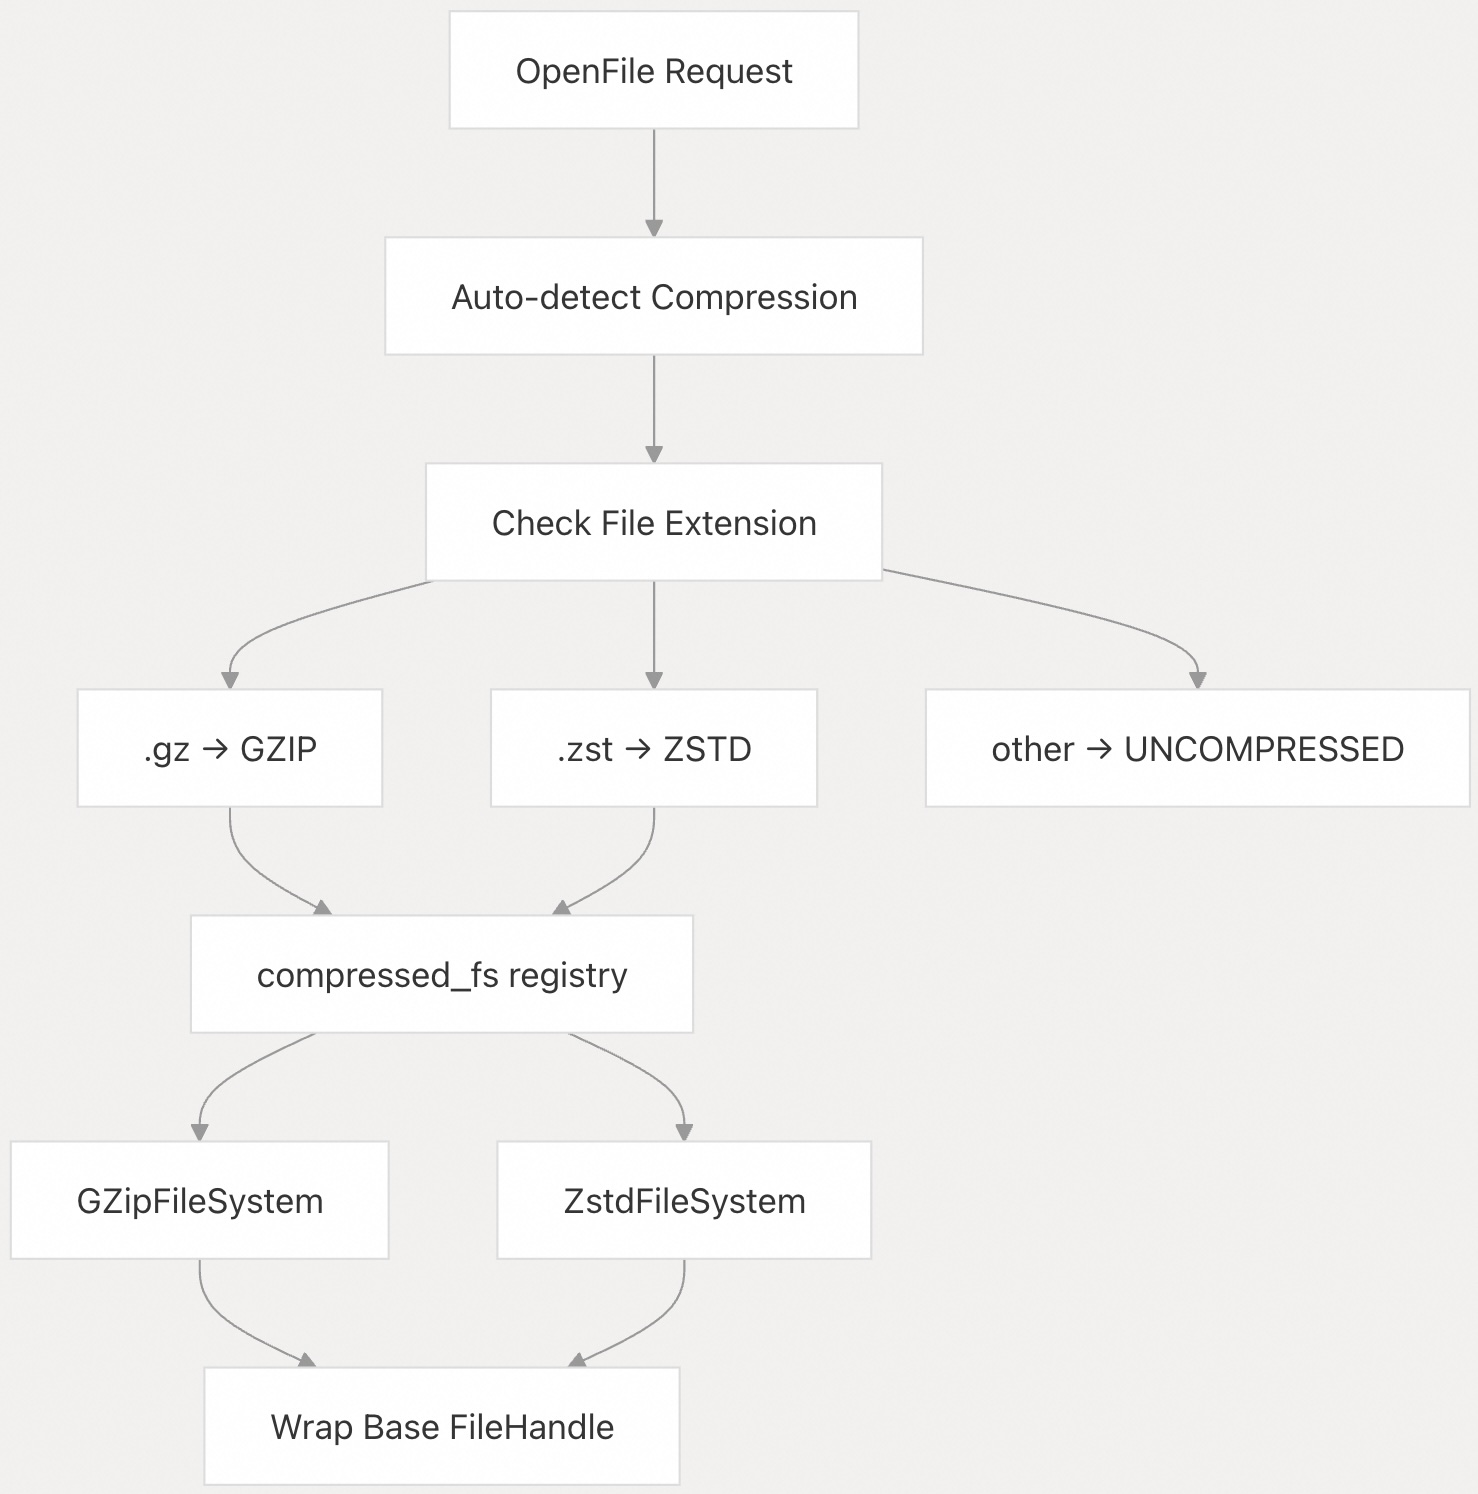 OpenFile Request
Auto-detect Compression
Check File Extension
.gz → GZIP
.zst → ZSTD
other → UNCOMPRESSED
compressed_fs registry
GZipFileSystem
ZstdFileSystem
Wrap Base FileHandle